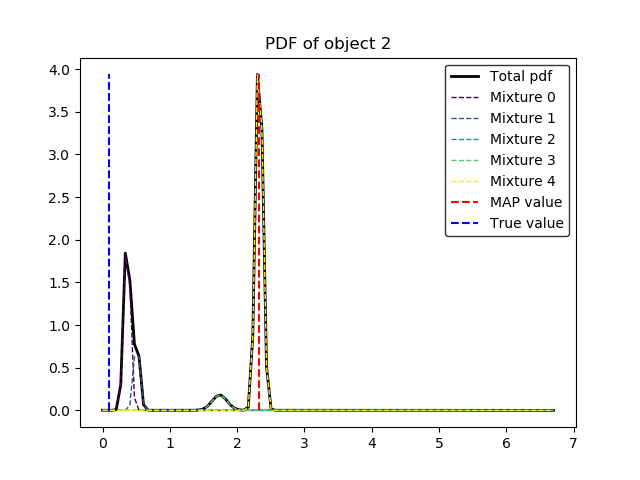 PDF of object 2
4.0
3.5
3.0
2.5
2.0
1.5
1.0
0.5
0.0
Total pdf
Mixture 0
Mixture 1
Mixture 2
Mixture 3
Mixture 4
MAP value
True value
0 1 2 3 4 5 6 7